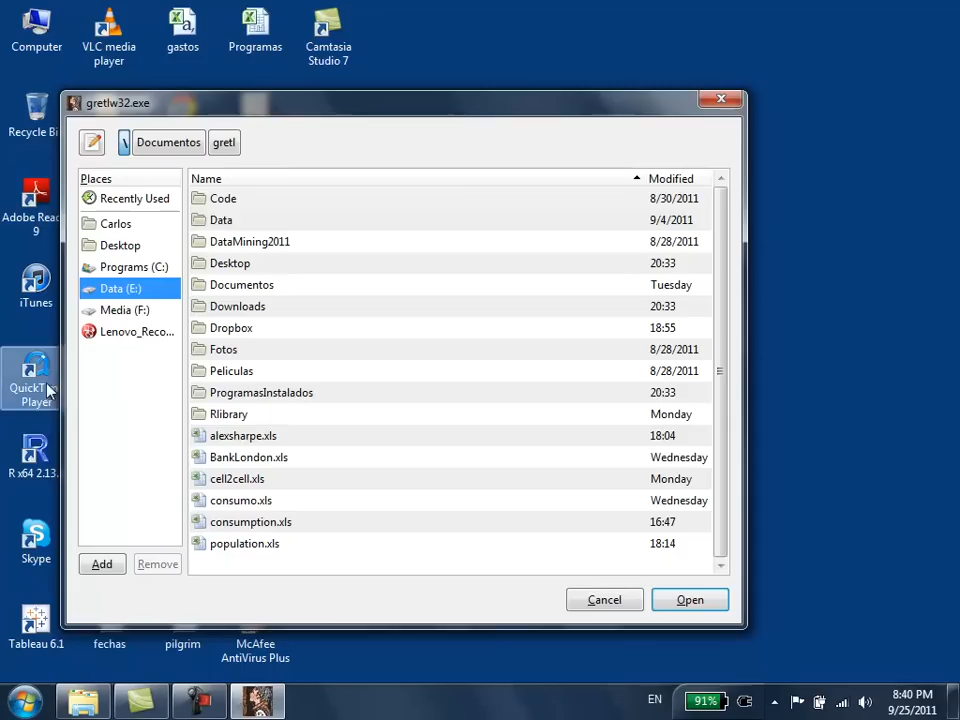 Computer
VLC media
player
gastos
Programas
Camtasia
Studio 7
Recycle Bi
Adobe Read
9
iTunes
QuickT
Player
R x64 2.13.
Skype
Tableau 6.1
fechas
pilgrim
McAfee
AntiVirus Plus
gretlw32.exe
\ Documentos gretl
Places
Recently Used
Carlos
Desktop
Programs (C:)
Data (E:)
Media (F:)
Lenovo_Reco...
Add Remove
Name Modified
Code 8/30/2011
Data 9/4/2011
DataMining2011 8/28/2011
Desktop 20:33
Documentos Tuesday
Downloads 20:33
Dropbox 18:55
Fotos 8/28/2011
Peliculas 8/28/2011
ProgramasInstalados 20:33
Rlibrary Monday
alexsharpe.xls 18:04
BankLondon.xls Wednesday
cell2cell.xls Monday
consumo.xls Wednesday
consumption.xls 16:47
population.xls 18:14
Cancel Open
EN
91%
8:40 PM
9/25/2011